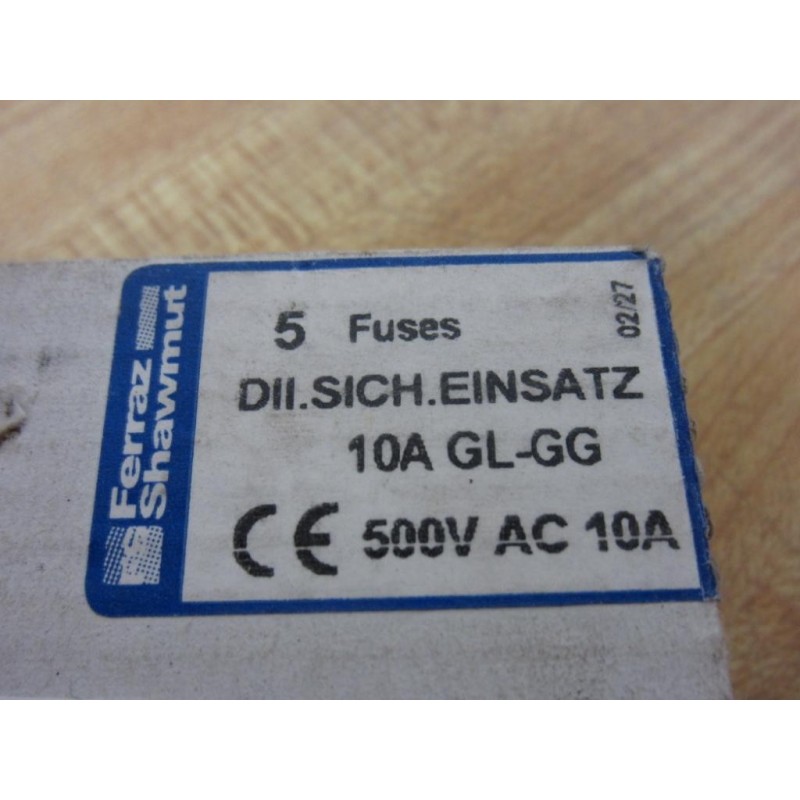 Ferraz
Shawmut
5 Fuses
02/27
DII.SICH.EINSATZ
10A GL-GG
CE 500V AC 10A